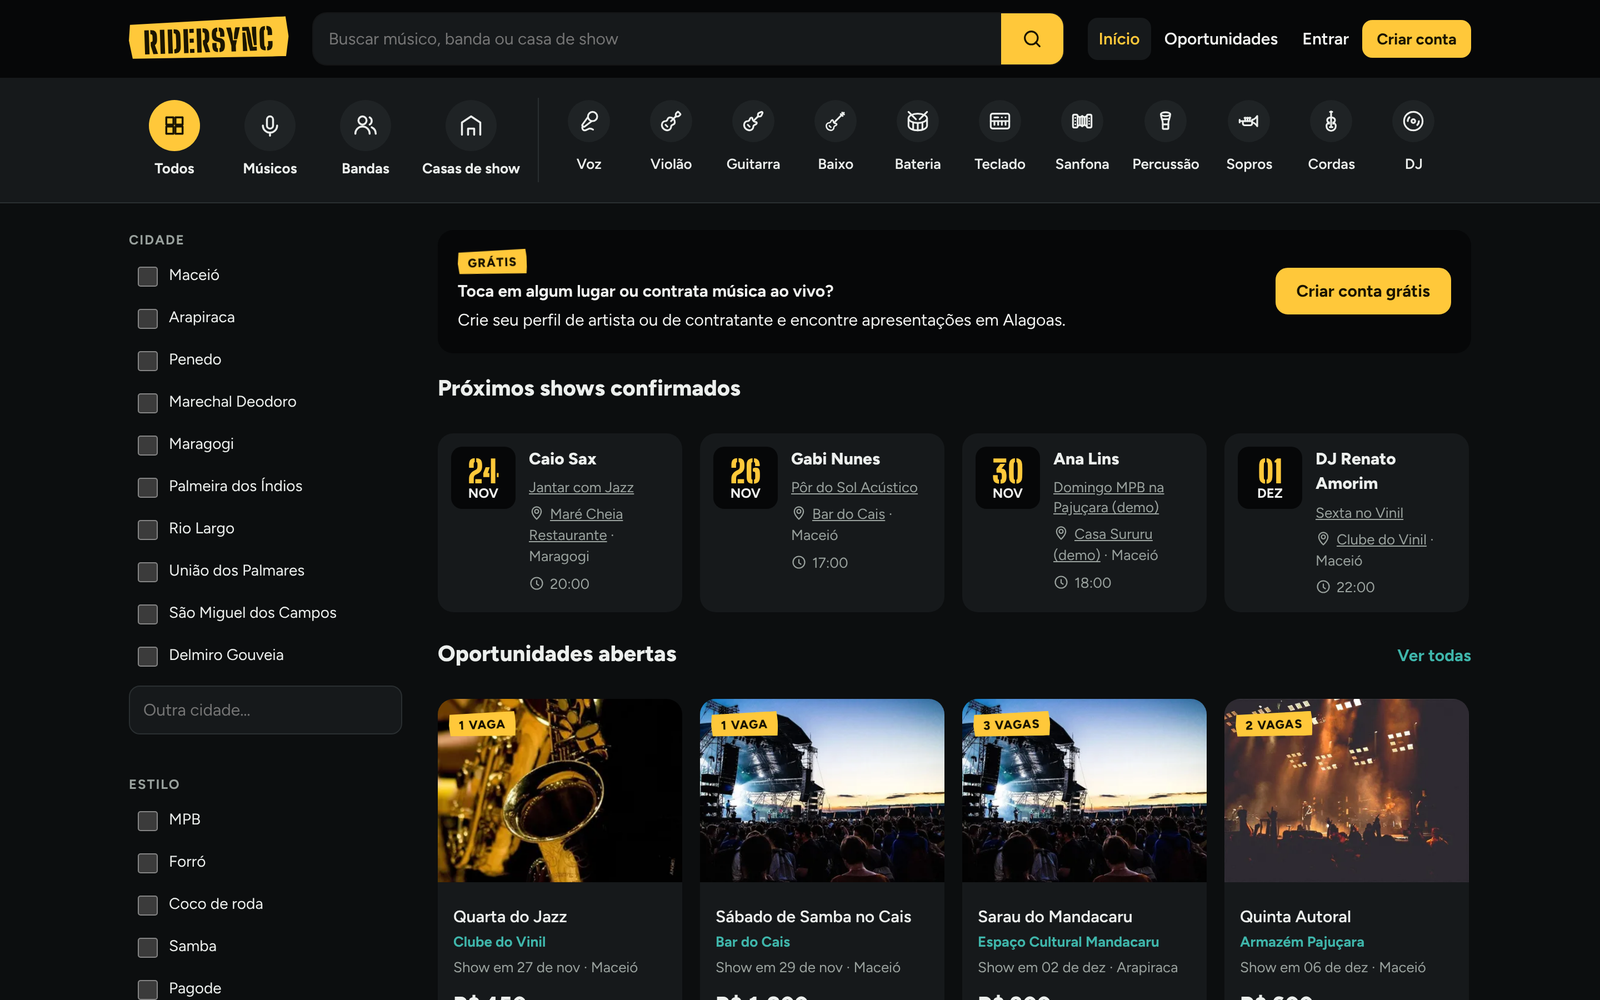 RIDERSYNC
Buscar músico, banda ou casa de show
Início
Oportunidades
Entrar
Criar conta
Todos
Músicos
Bandas
Casas de show
Voz
Violão
Guitarra
Baixo
Bateria
Teclado
Sanfona
Percussão
Sopros
Cordas
DJ
CIDADE
Maceió
Arapiraca
Penedo
Marechal Deodoro
Maragogi
Palmeira dos Índios
Rio Largo
União dos Palmares
São Miguel dos Campos
Delmiro Gouveia
Outra cidade...
ESTILO
MPB
Forró
Coco de roda
Samba
Pagode
GRÁTIS
Toca em algum lugar ou contrata música ao vivo?
Crie seu perfil de artista ou de contratante e encontre apresentações em Alagoas.
Criar conta grátis
Próximos shows confirmados
24
NOV
Caio Sax
Jantar com Jazz
Maré Cheia
Restaurante ·
Maragogi
20:00
26
NOV
Gabi Nunes
Pôr do Sol Acústico
Bar do Cais ·
Maceió
17:00
30
NOV
Ana Lins
Domingo MPB na
Pajuçara (demo)
Casa Sururu
(demo) · Maceió
18:00
01
DEZ
DJ Renato
Amorim
Sexta no Vinil
Clube do Vinil ·
Maceió
22:00
Oportunidades abertas
Ver todas
1 VAGA
Quarta do Jazz
Clube do Vinil
Show em 27 de nov · Maceió
1 VAGA
Sábado de Samba no Cais
Bar do Cais
Show em 29 de nov · Maceió
3 VAGAS
Sarau do Mandacaru
Espaço Cultural Mandacaru
Show em 02 de dez · Arapiraca
2 VAGAS
Quinta Autoral
Armazém Pajuçara
Show em 06 de dez · Maceió